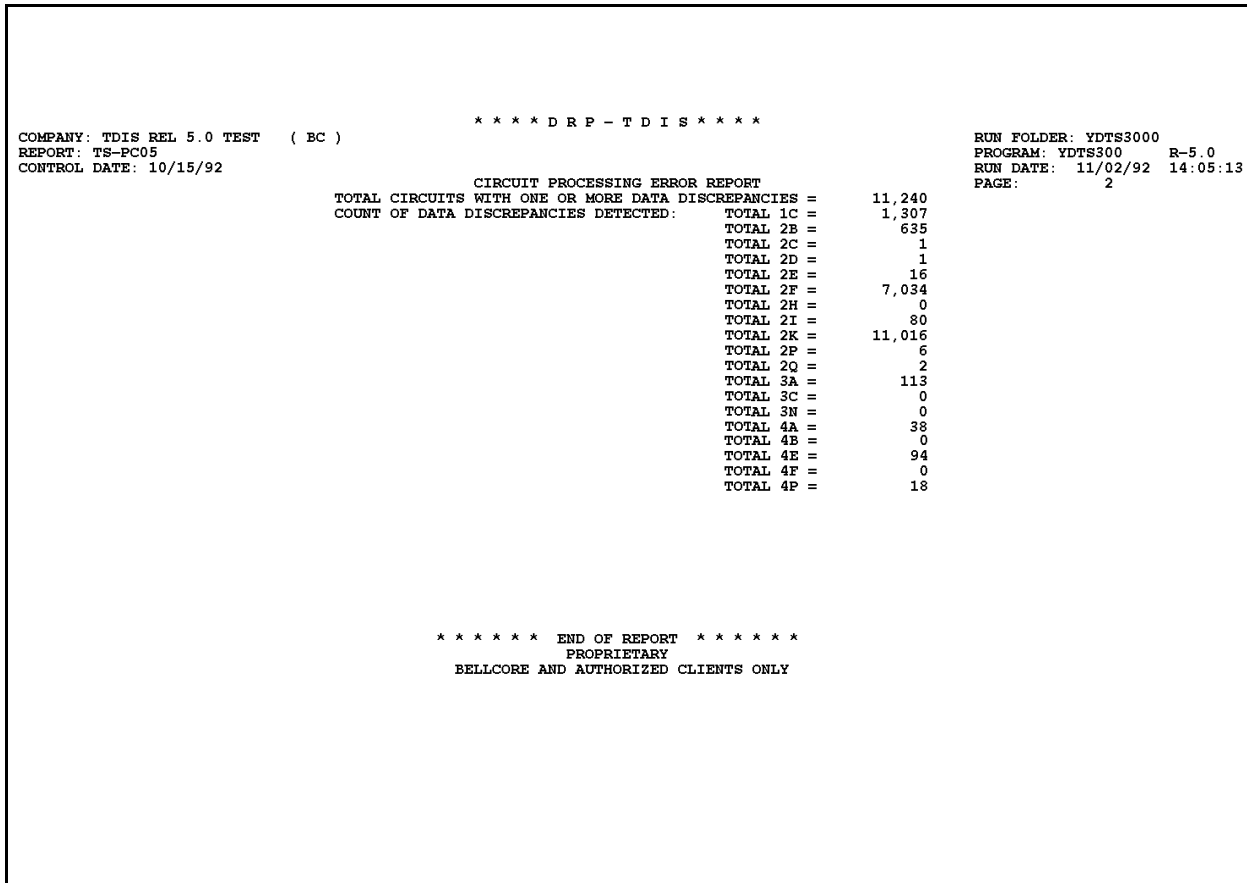 * * * * D R P - T D I S * * * *
COMPANY: TDIS REL 5.0 TEST ( BC ) RUN FOLDER: YDTS3000
REPORT: TS-PC05 PROGRAM: YDTS300 R-5.0
CONTROL DATE: 10/15/92 RUN DATE: 11/02/92 14:05:13
CIRCUIT PROCESSING ERROR REPORT PAGE: 2
TOTAL CIRCUITS WITH ONE OR MORE DATA DISCREPANCIES = 11,240
COUNT OF DATA DISCREPANCIES DETECTED: TOTAL 1C = 1,307
TOTAL 2B = 635
TOTAL 2C = 1
TOTAL 2D = 1
TOTAL 2E = 16
TOTAL 2F = 7,034
TOTAL 2H = 0
TOTAL 2I = 80
TOTAL 2K = 11,016
TOTAL 2P = 6
TOTAL 2Q = 2
TOTAL 3A = 113
TOTAL 3C = 0
TOTAL 3N = 0
TOTAL 4A = 38
TOTAL 4B = 0
TOTAL 4E = 94
TOTAL 4F = 0
TOTAL 4P = 18
* * * * * * END OF REPORT * * * * * *
PROPRIETARY
BELLCORE AND AUTHORIZED CLIENTS ONLY